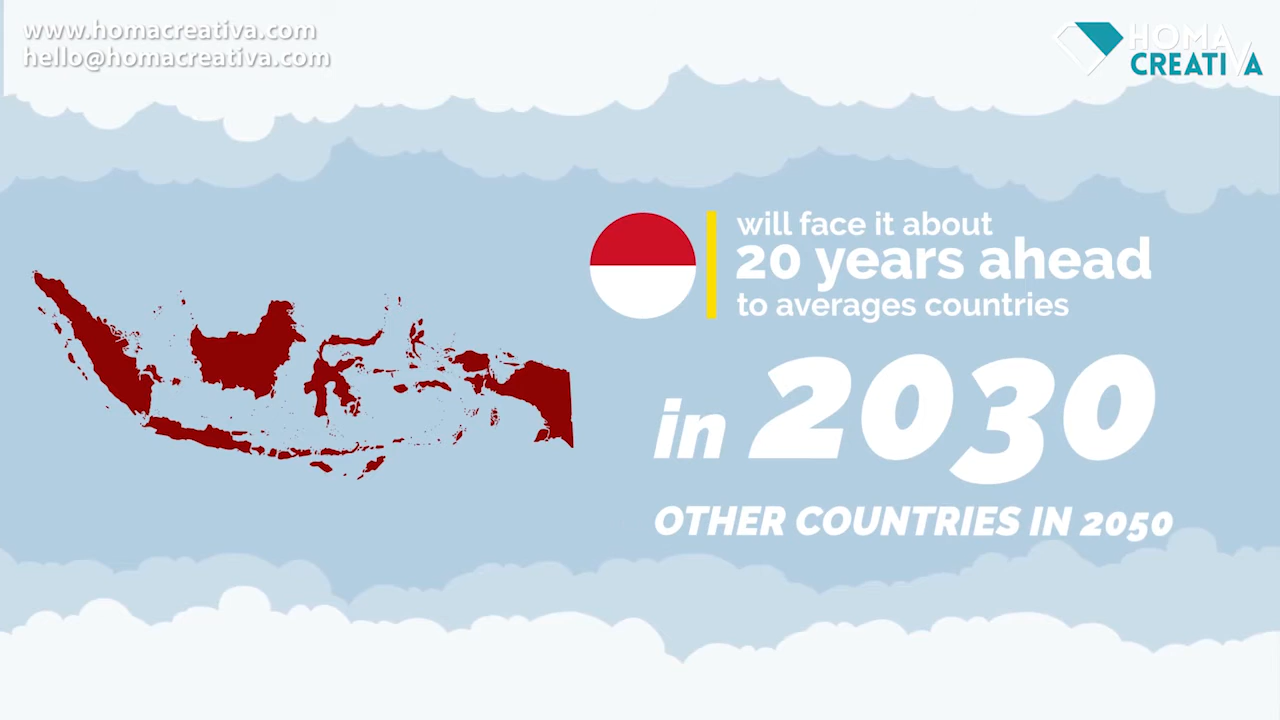 www.homacreativa.com
hello@homacreativa.com
HOMA
CREATIVA
will face it about
20 years ahead
to averages countries
in 2030
OTHER COUNTRIES IN 2050